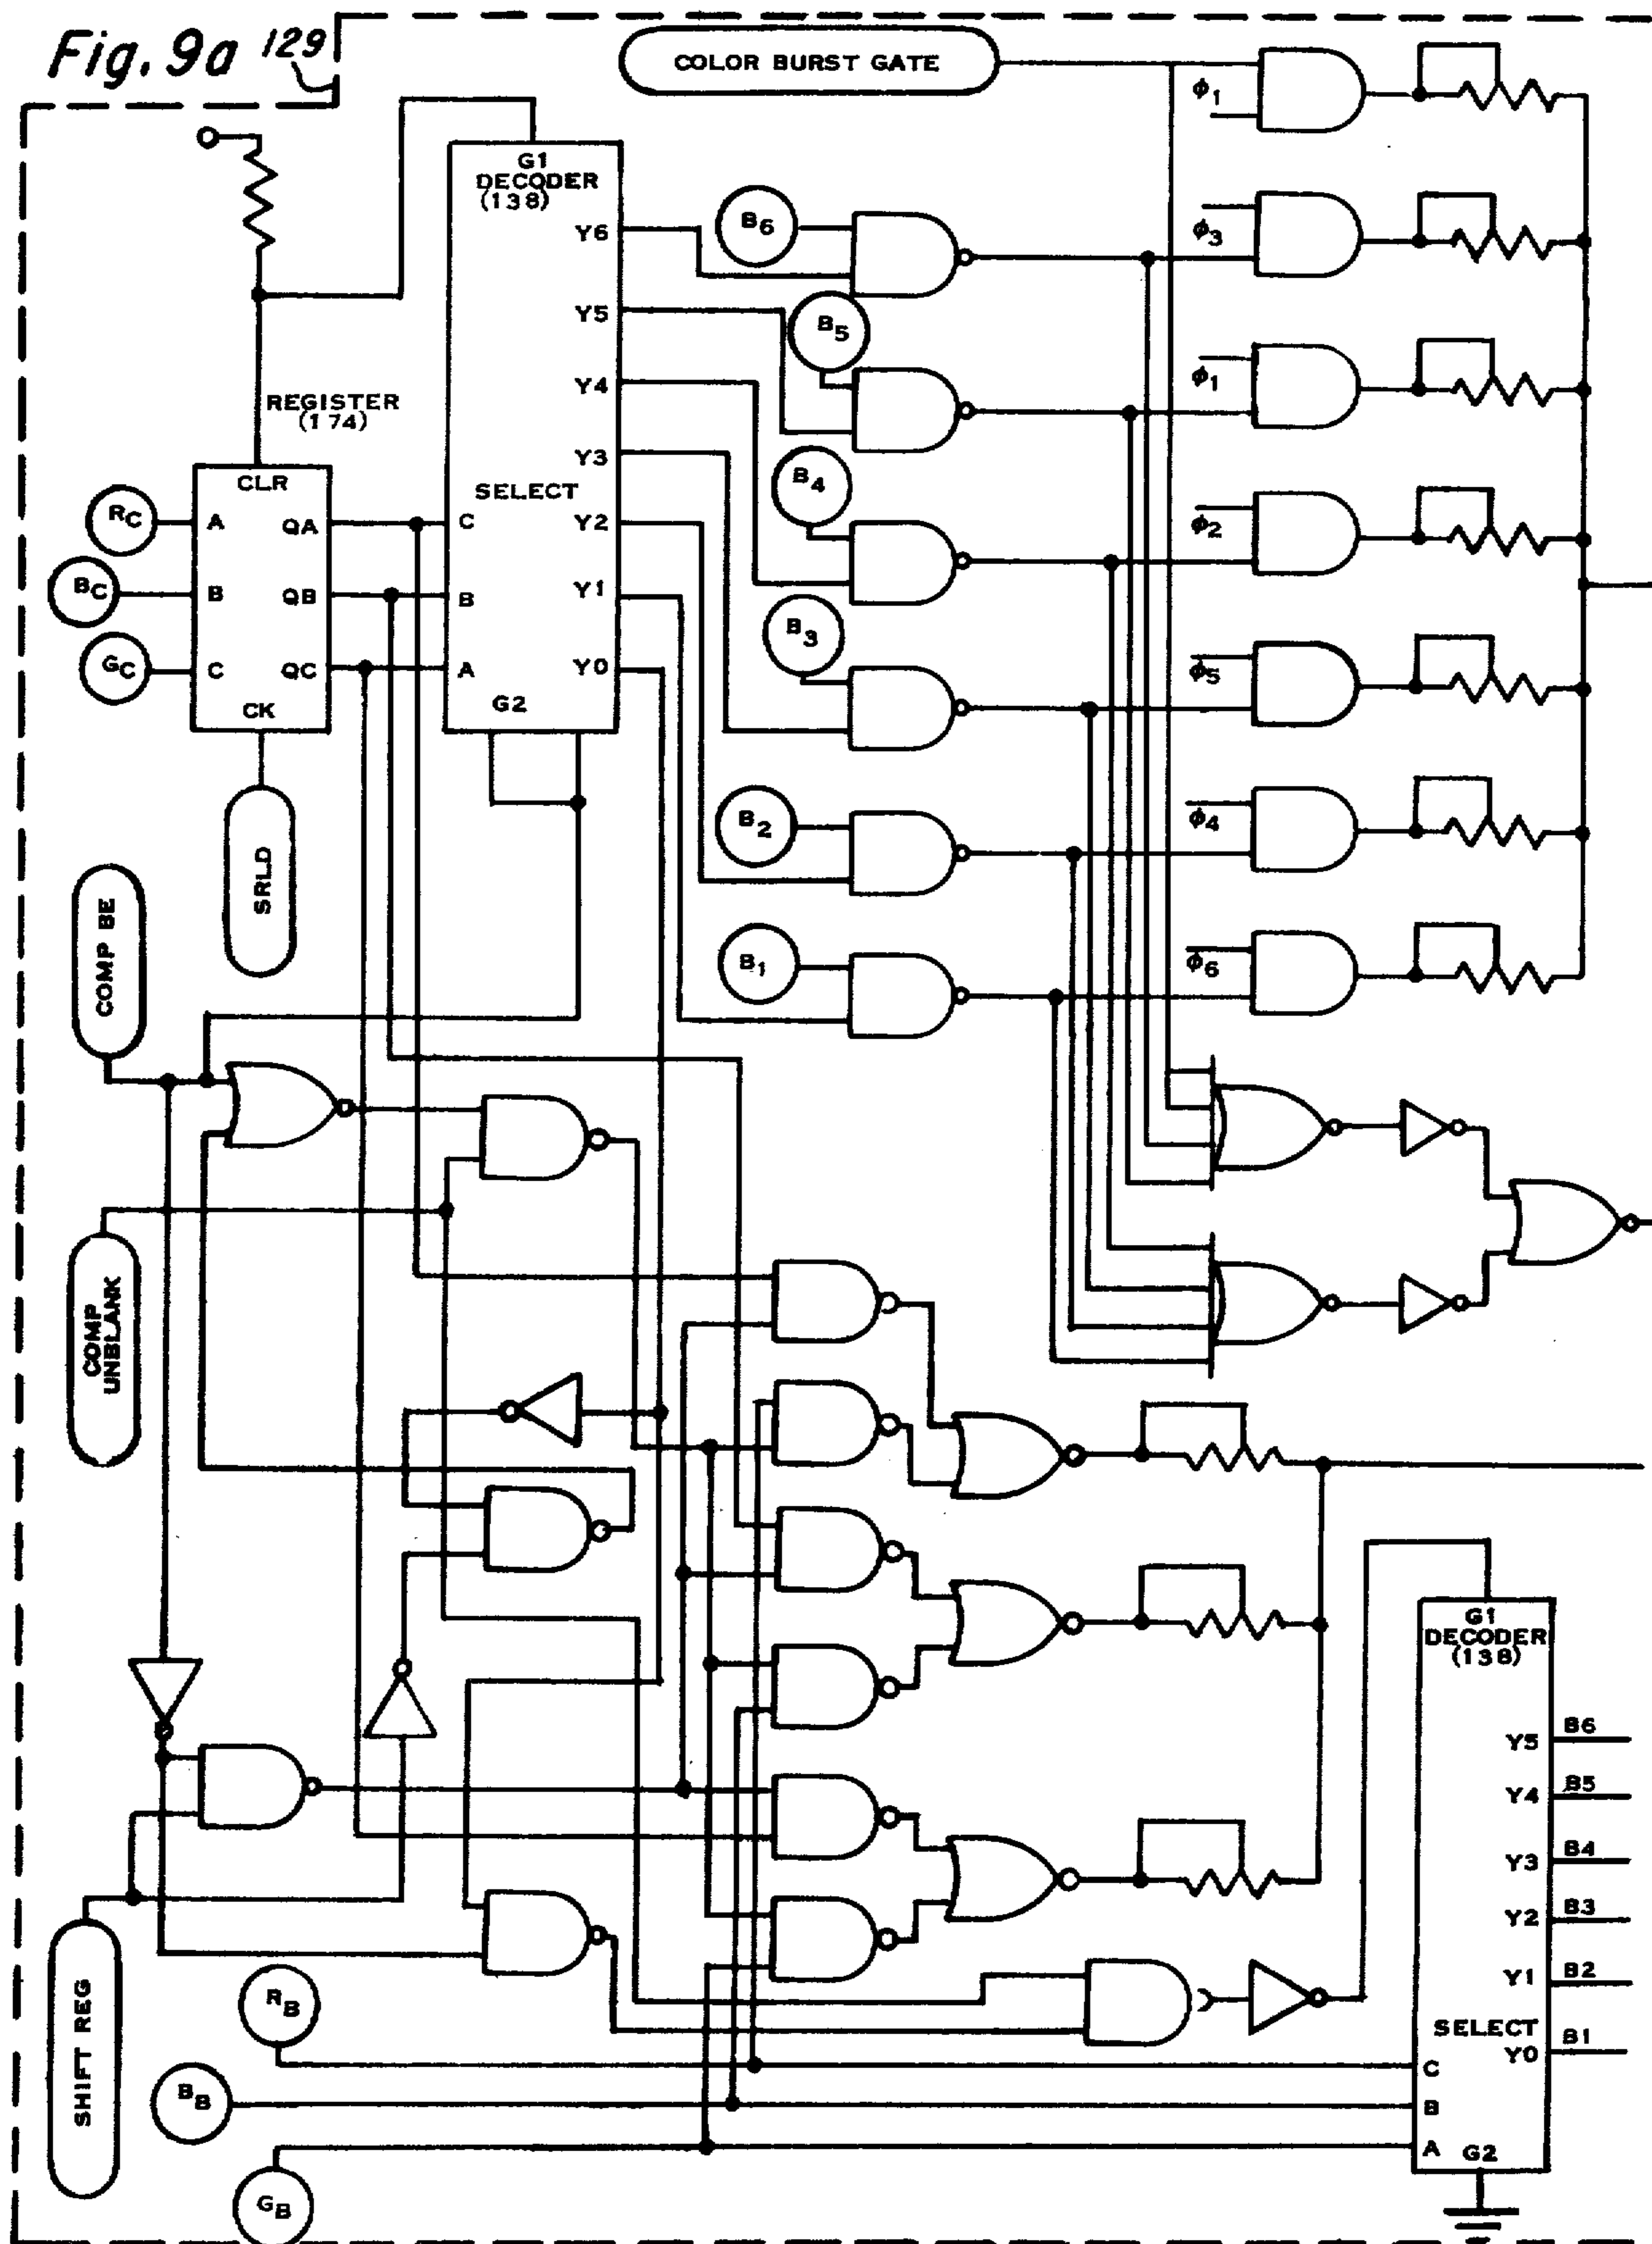 Fig. 9a 129
COLOR BURST GATE
ϕ1
G1
DECODER
(138)
Y6
B6
ϕ3
Y5
B5
ϕ1
Y4
REGISTER
(174)
Y3
B4
CLR
SELECT
RC
A
QA
C
Y2
ϕ2
BC
B
QB
B
Y1
B3
GC
C
QC
A
Y0
ϕ5
CK
G2
B2
ϕ4
SRLD
COMP BE
B1
ϕ6
COMP
UNBLANK
G1
DECODER
(138)
Y5
B6
Y4
B5
Y3
B4
Y2
B3
Y1
B2
SELECT
Y0
B1
RB
C
SHIFT REG
BB
B
A
G2
GB